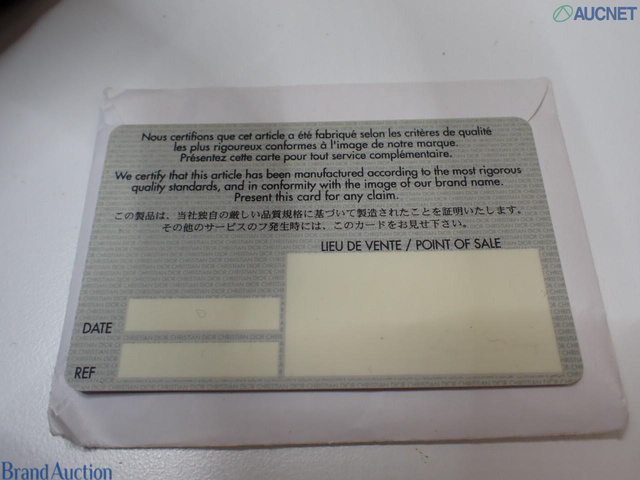 AUCNET
Nous certifions que cet article a été fabriqué selon les critères de qualité
les plus rigoureux conformes à l'image de notre marque.
Présentez cette carte pour tout service complémentaire.
We certify that this article has been manufactured according to the most rigorous
quality standards, and in conformity with the image of our brand name.
Present this card for any claim.
この製品は、当社独自の厳しい品質規格に基づいて製造されたことを証明いたします。
その他のサービスのフ発生時には、このカードをお見せ下さい。
LIEU DE VENTE / POINT OF SALE
DATE
CHRISTIAN DIOR CHRISTIAN DIOR CHRISTIAN DIOR
REF
Brand Auction